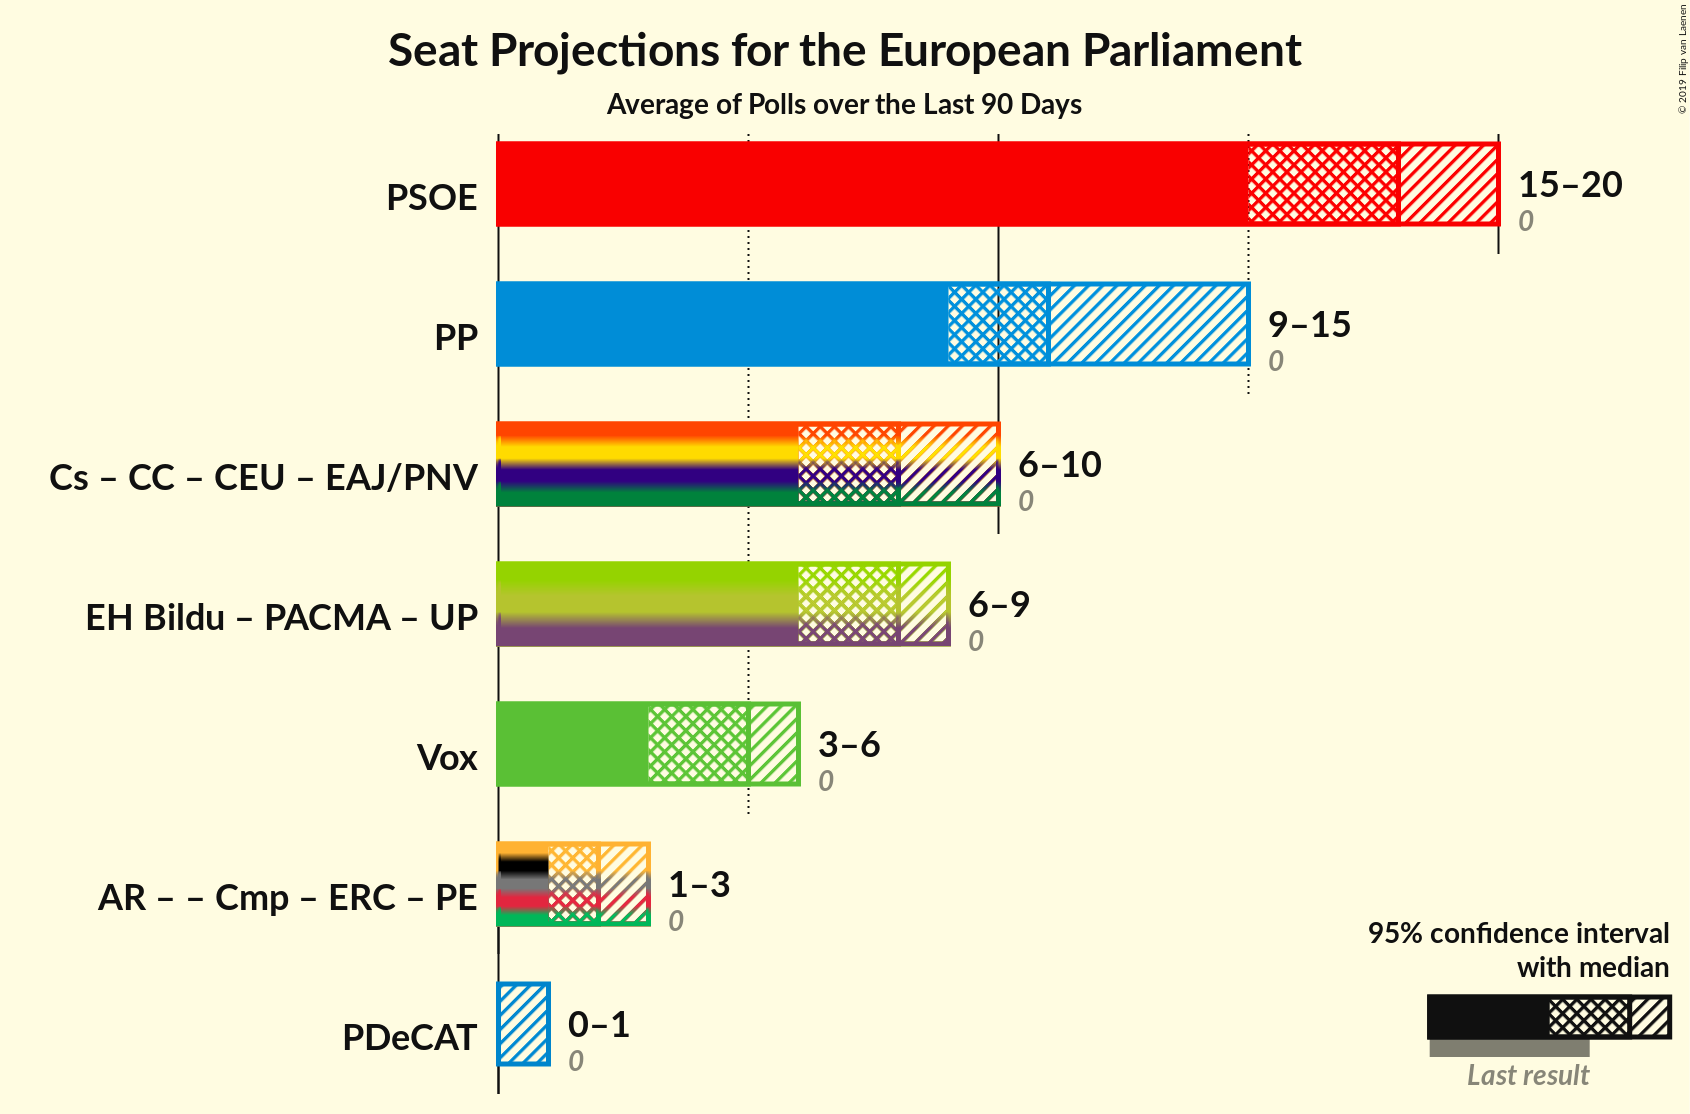 Seat Projections for the European Parliament
Average of Polls over the Last 90 Days
© 2019 Filip van Laenen
PSOE
15–20
0
PP
9–15
0
Cs – CC – CEU – EAJ/PNV
6–10
0
EH Bildu – PACMA – UP
6–9
0
Vox
3–6
0
AR – – Cmp – ERC – PE
1–3
0
PDeCAT
0–1
0
95% confidence interval
with median
Last result